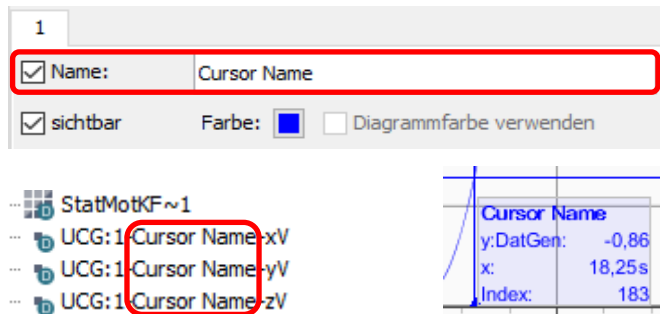 1
Name: Cursor Name
sichtbar Farbe: Diagrammfarbe verwenden
StatMotKF~1
UCG:1-Cursor Name-xV
UCG:1-Cursor Name-yV
UCG:1-Cursor Name-zV
Cursor Name
y:DatGen: -0,86
x: 18,25s
Index: 183